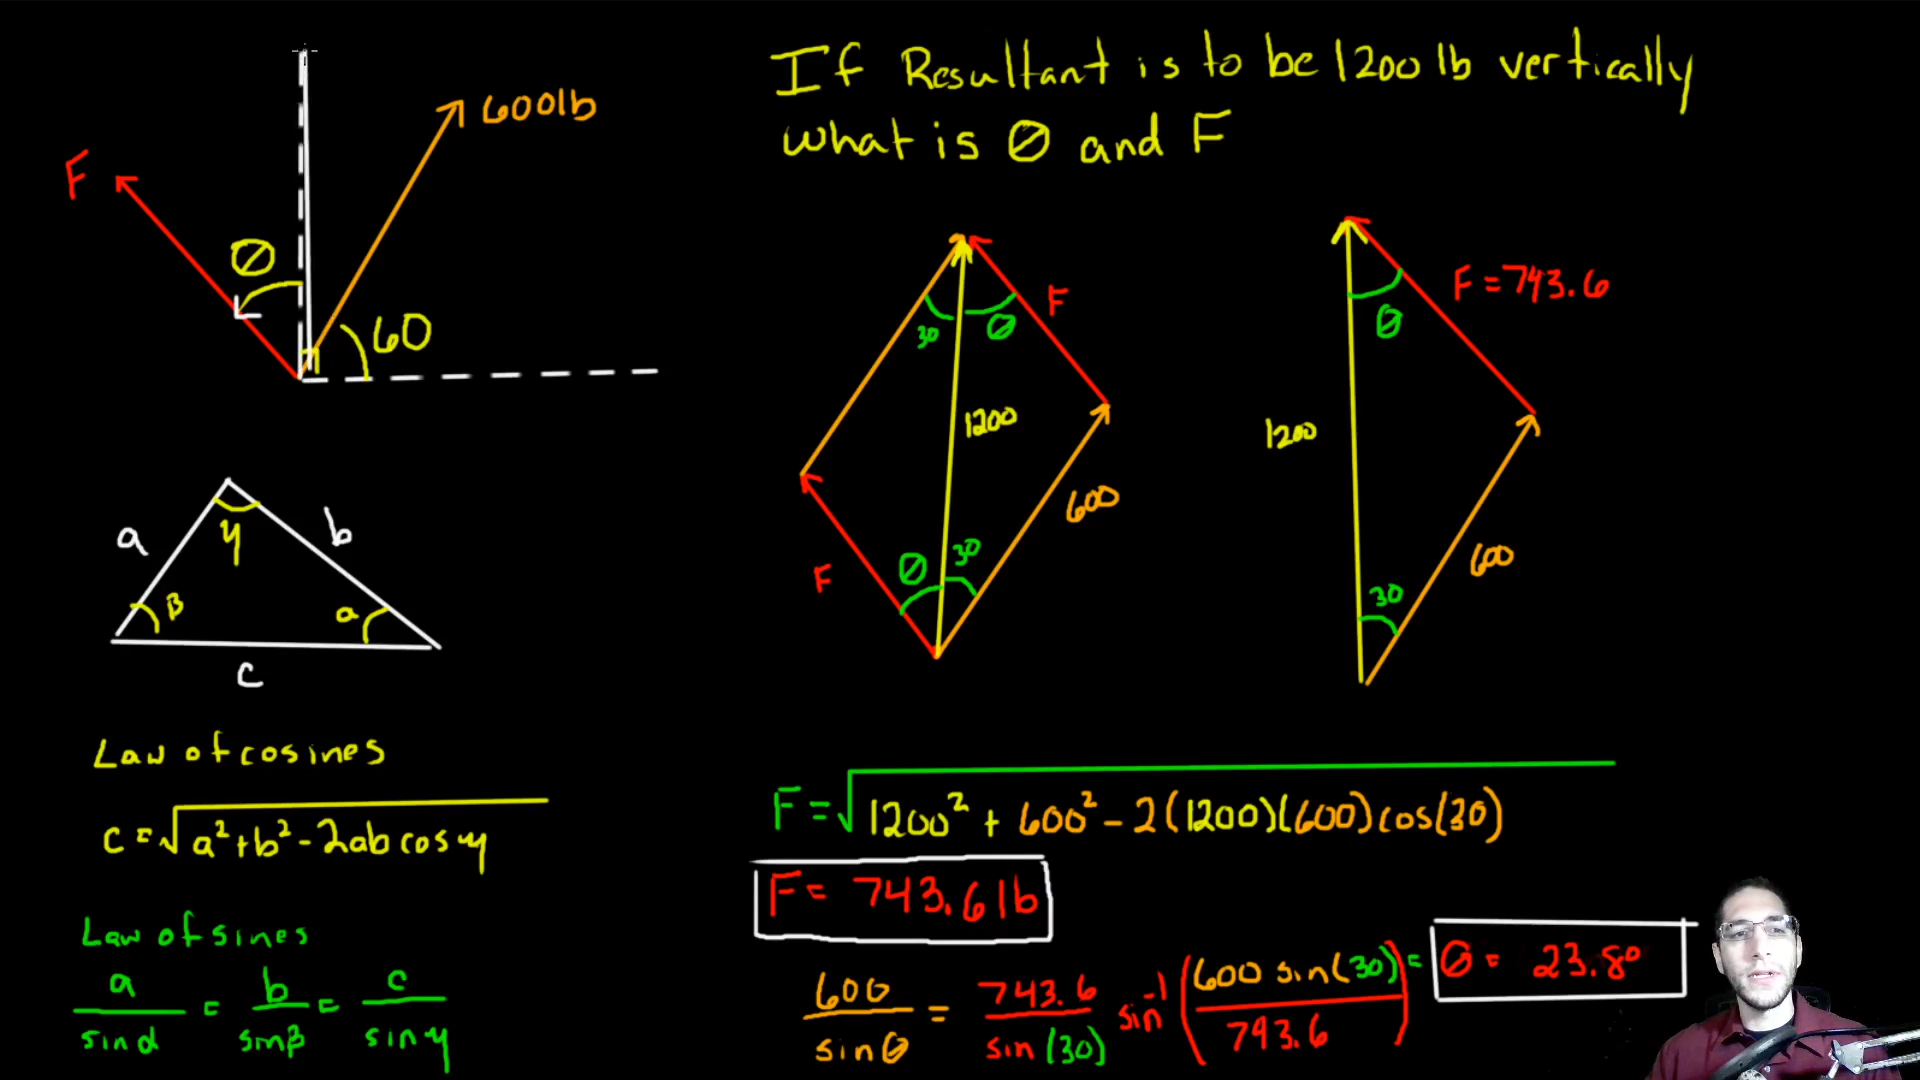 If Resultant is to be 1200 lb vertically
what is θ and F
600lb
F
θ
60
30
θ
F
1200
600
F
θ
30
F = 743.6
θ
1200
600
30
a
b
y
β
a
c
Law of cosines
c = √a² + b² - 2ab cos y
Law of sines
a/sin α = b/sin β = c/sin y
F = √1200² + 600² - 2(1200)(600)cos(30)
F = 743.6 lb
600/sin θ = 743.6/sin(30) sin⁻¹(600 sin(30)/743.6) = θ = 23.8°